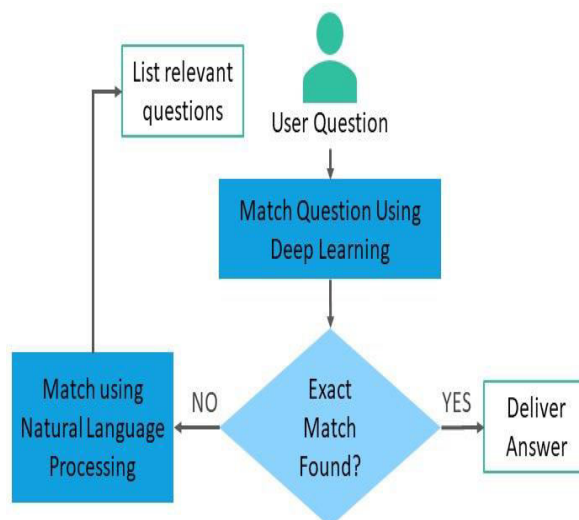 List relevant
questions
User Question
Match Question Using
Deep Learning
Match using
Natural Language
Processing
NO
Exact
Match
Found?
YES
Deliver
Answer